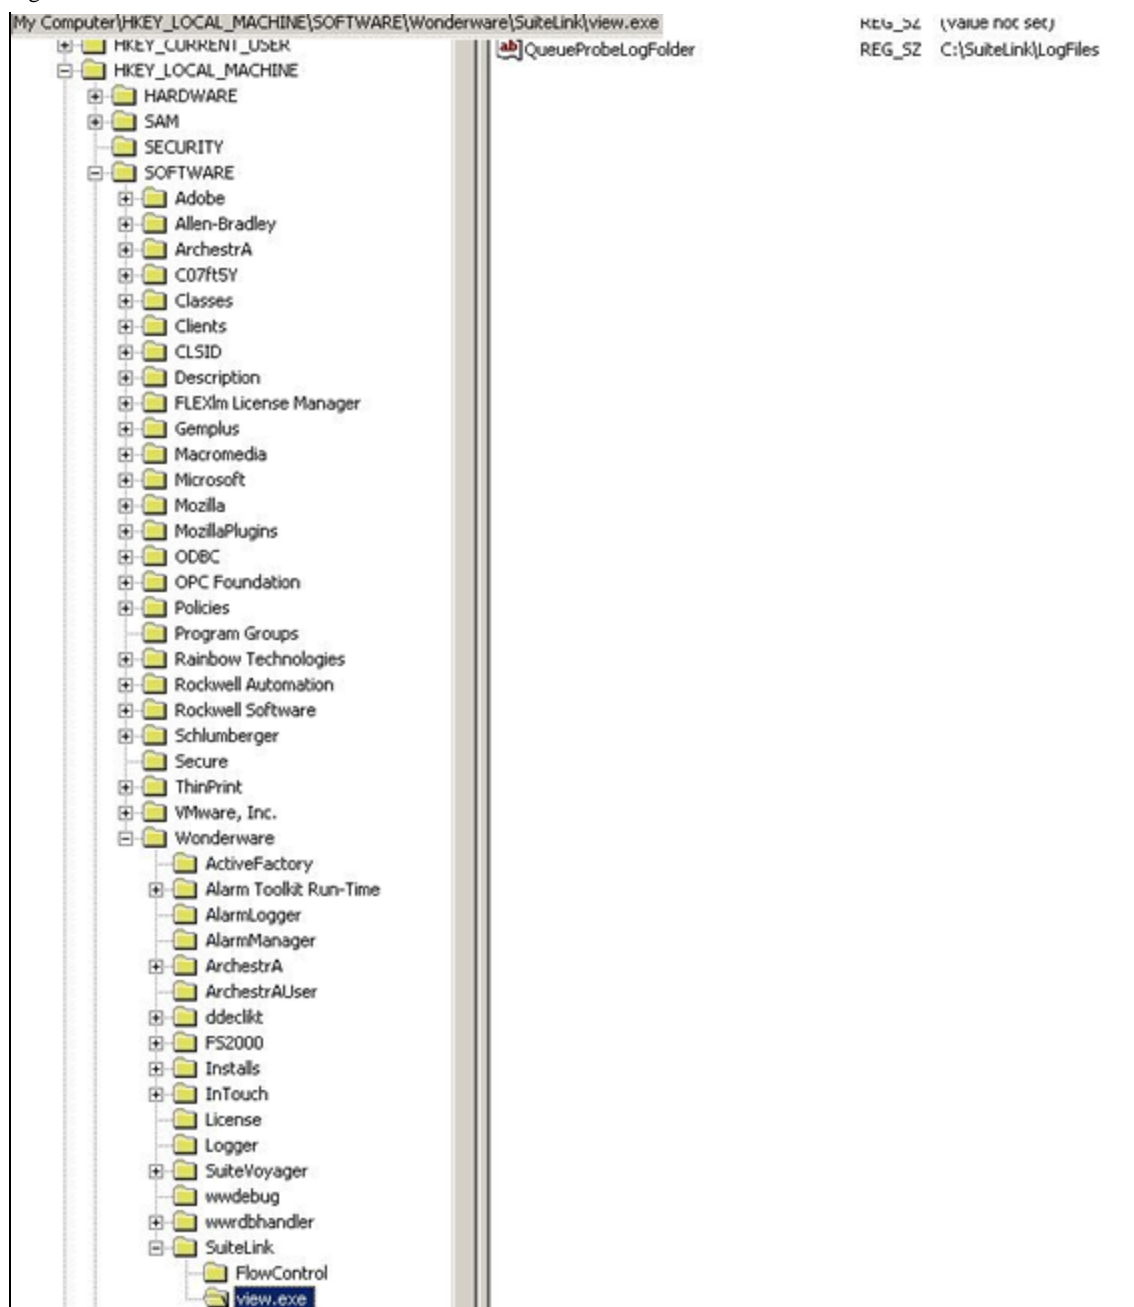 My Computer\HKEY_LOCAL_MACHINE\SOFTWARE\Wonderware\SuiteLink\view.exe REG_SZ (value not set)
HKEY_CURRENT_USER QueueProbeLogFolder REG_SZ C:\SuiteLink\LogFiles
HKEY_LOCAL_MACHINE
HARDWARE
SAM
SECURITY
SOFTWARE
Adobe
Allen-Bradley
ArchestrA
C07ft5Y
Classes
Clients
CLSID
Description
FLEXlm License Manager
Gemplus
Macromedia
Microsoft
Mozilla
MozillaPlugins
ODBC
OPC Foundation
Policies
Program Groups
Rainbow Technologies
Rockwell Automation
Rockwell Software
Schlumberger
Secure
ThinPrint
VMware, Inc.
Wonderware
ActiveFactory
Alarm Toolkit Run-Time
AlarmLogger
AlarmManager
ArchestrA
ArchestrAUser
ddeclikt
FS2000
Installs
InTouch
License
Logger
SuiteVoyager
wwdebug
wwrdbhandler
SuiteLink
FlowControl
view.exe